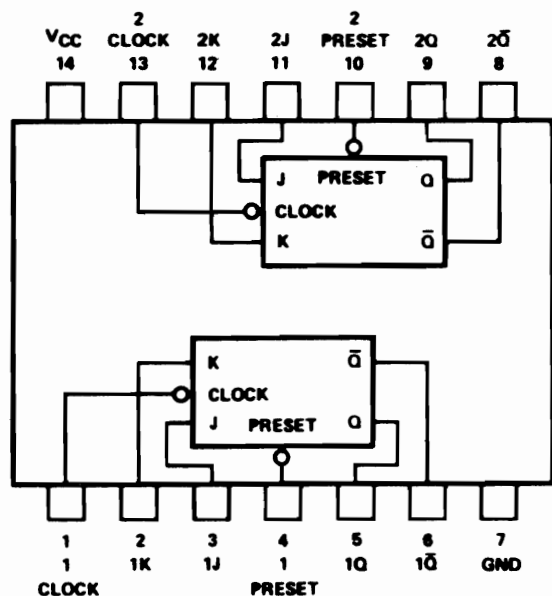 2 2
VCC CLOCK 2K 2J PRESET 2Q 2Q̅
14 13 12 11 10 9 8
J PRESET Q
CLOCK
K Q̅
K Q̅
CLOCK
J Q
PRESET
1 2 3 4 5 6 7
1 1K 1J 1 1Q 1Q̅ GND
CLOCK PRESET